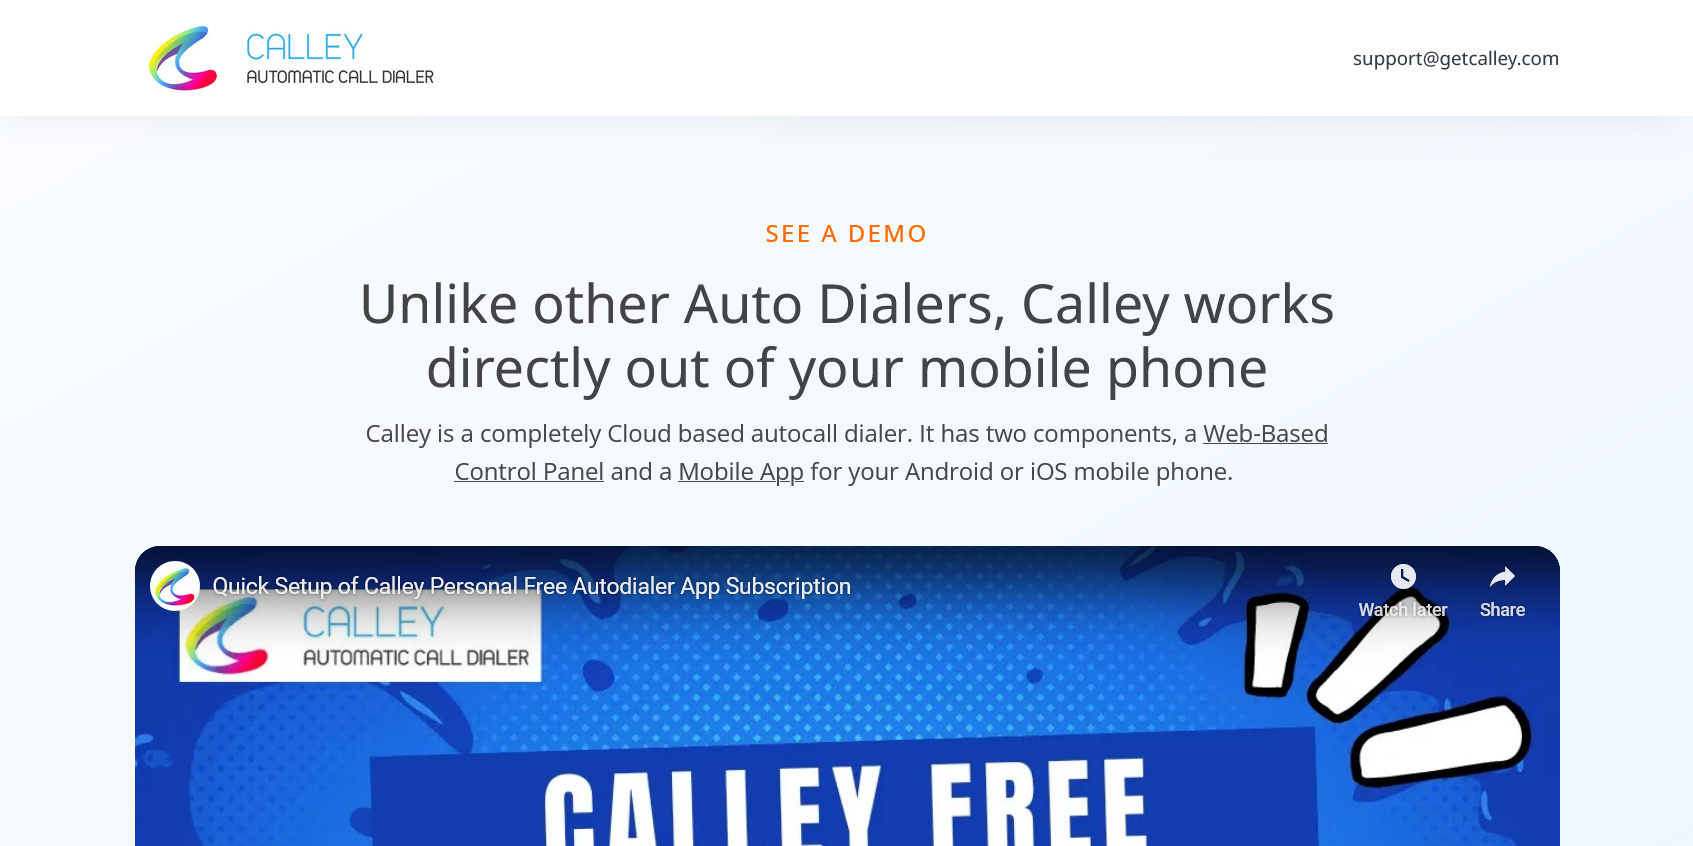 CALLEY
AUTOMATIC CALL DIALER
support@getcalley.com
SEE A DEMO
Unlike other Auto Dialers, Calley works
directly out of your mobile phone
Calley is a completely Cloud based autocall dialer. It has two components, a Web-Based
Control Panel and a Mobile App for your Android or iOS mobile phone.
Quick Setup of Calley Personal Free Autodialer App Subscription
Watch later
Share
CALLEY
AUTOMATIC CALL DIALER
CALLEY FREE